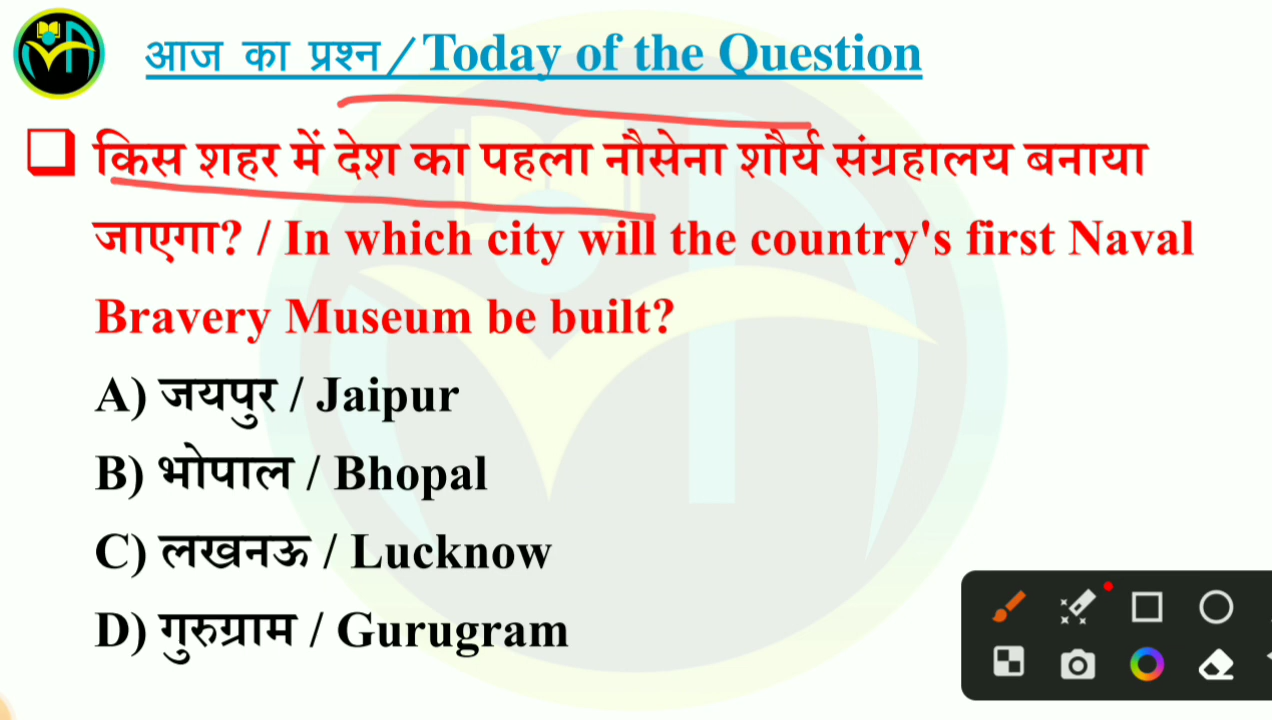 आज का प्रश्न / Today of the Question
किस शहर में देश का पहला नौसेना शौर्य संग्रहालय बनाया
जाएगा? / In which city will the country's first Naval
Bravery Museum be built?
A) जयपुर / Jaipur
B) भोपाल / Bhopal
C) लखनऊ / Lucknow
D) गुरुग्राम / Gurugram